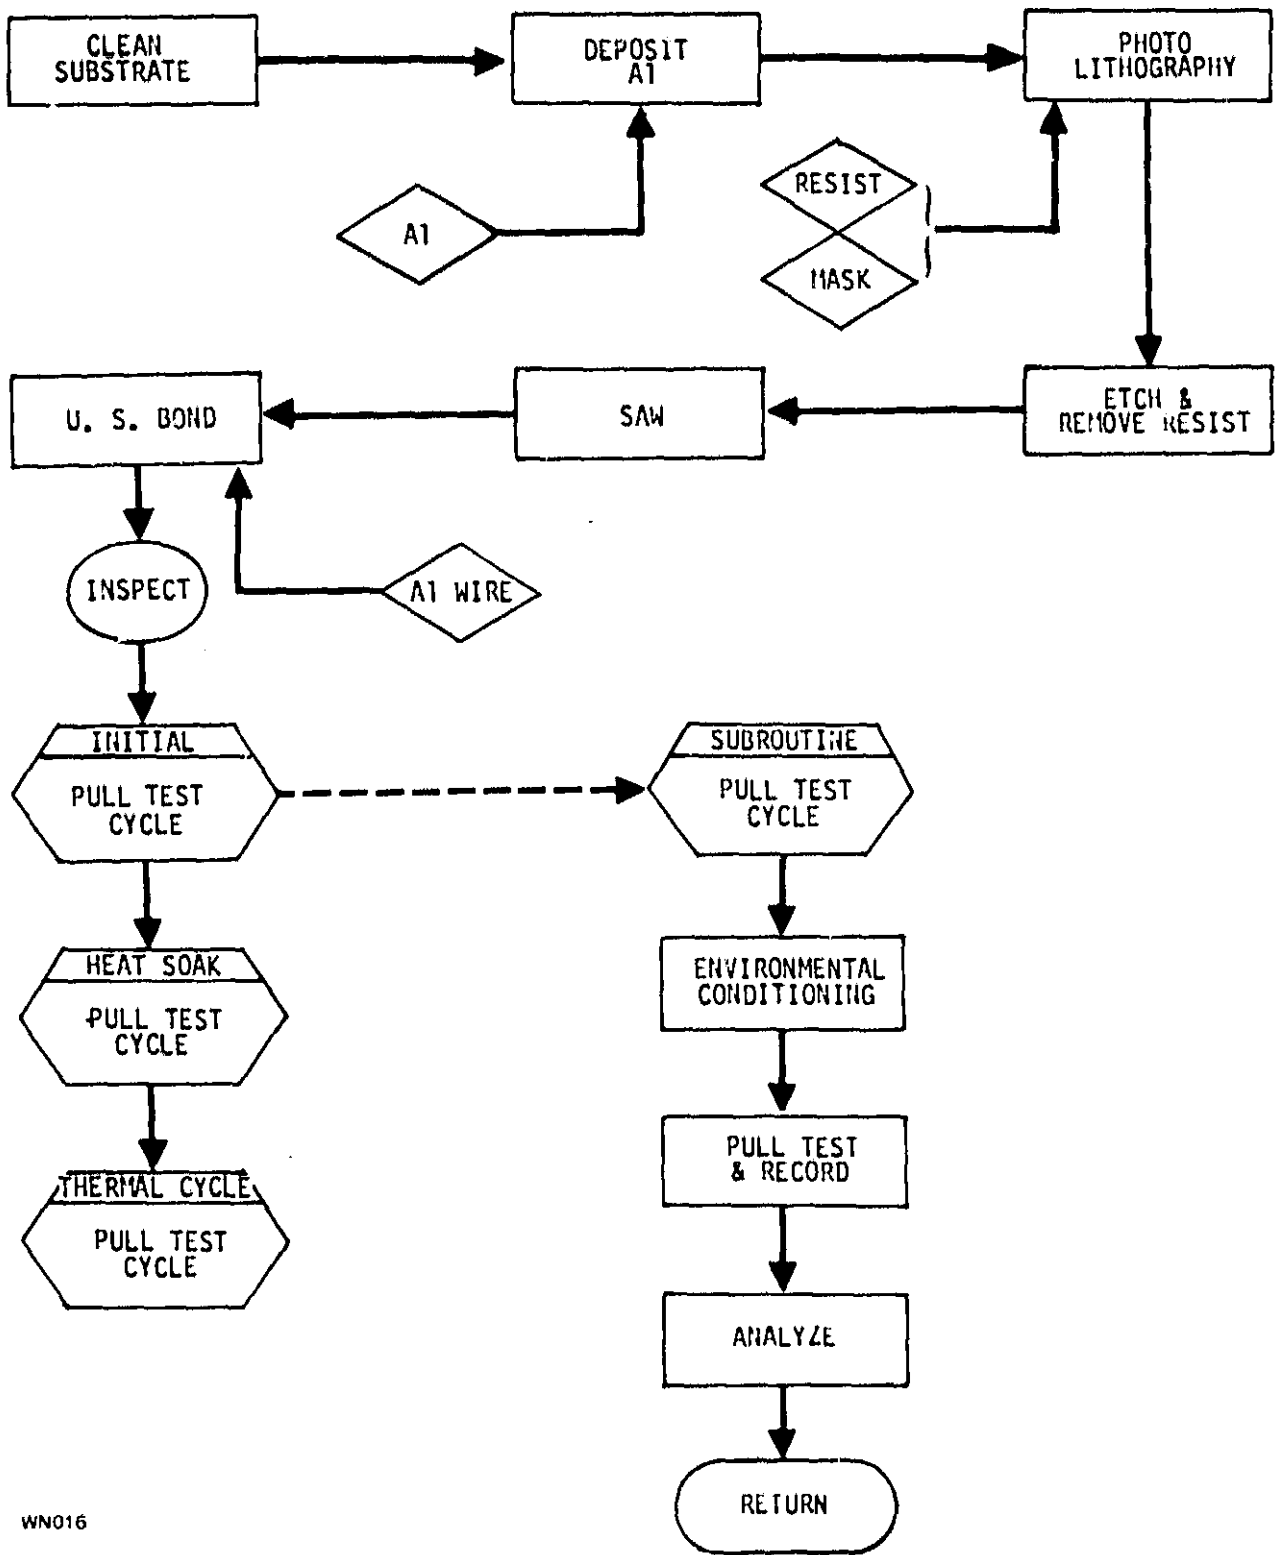 CLEAN
SUBSTRATE
DEPOSIT
Al
PHOTO
LITHOGRAPHY
Al
RESIST
MASK
U. S. BOND
SAW
ETCH &
REMOVE RESIST
INSPECT
Al WIRE
INITIAL
PULL TEST
CYCLE
SUBROUTINE
PULL TEST
CYCLE
HEAT SOAK
PULL TEST
CYCLE
ENVIRONMENTAL
CONDITIONING
THERMAL CYCLE
PULL TEST
CYCLE
PULL TEST
& RECORD
ANALYZE
RETURN
WN016